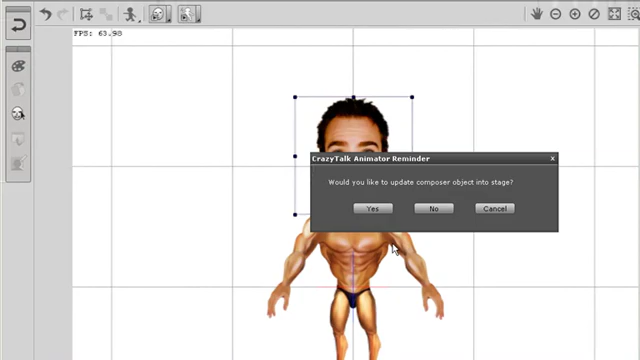 FPS: 63.98
CrazyTalk Animator Reminder
x
Would you like to update composer object into stage?
Yes
No
Cancel